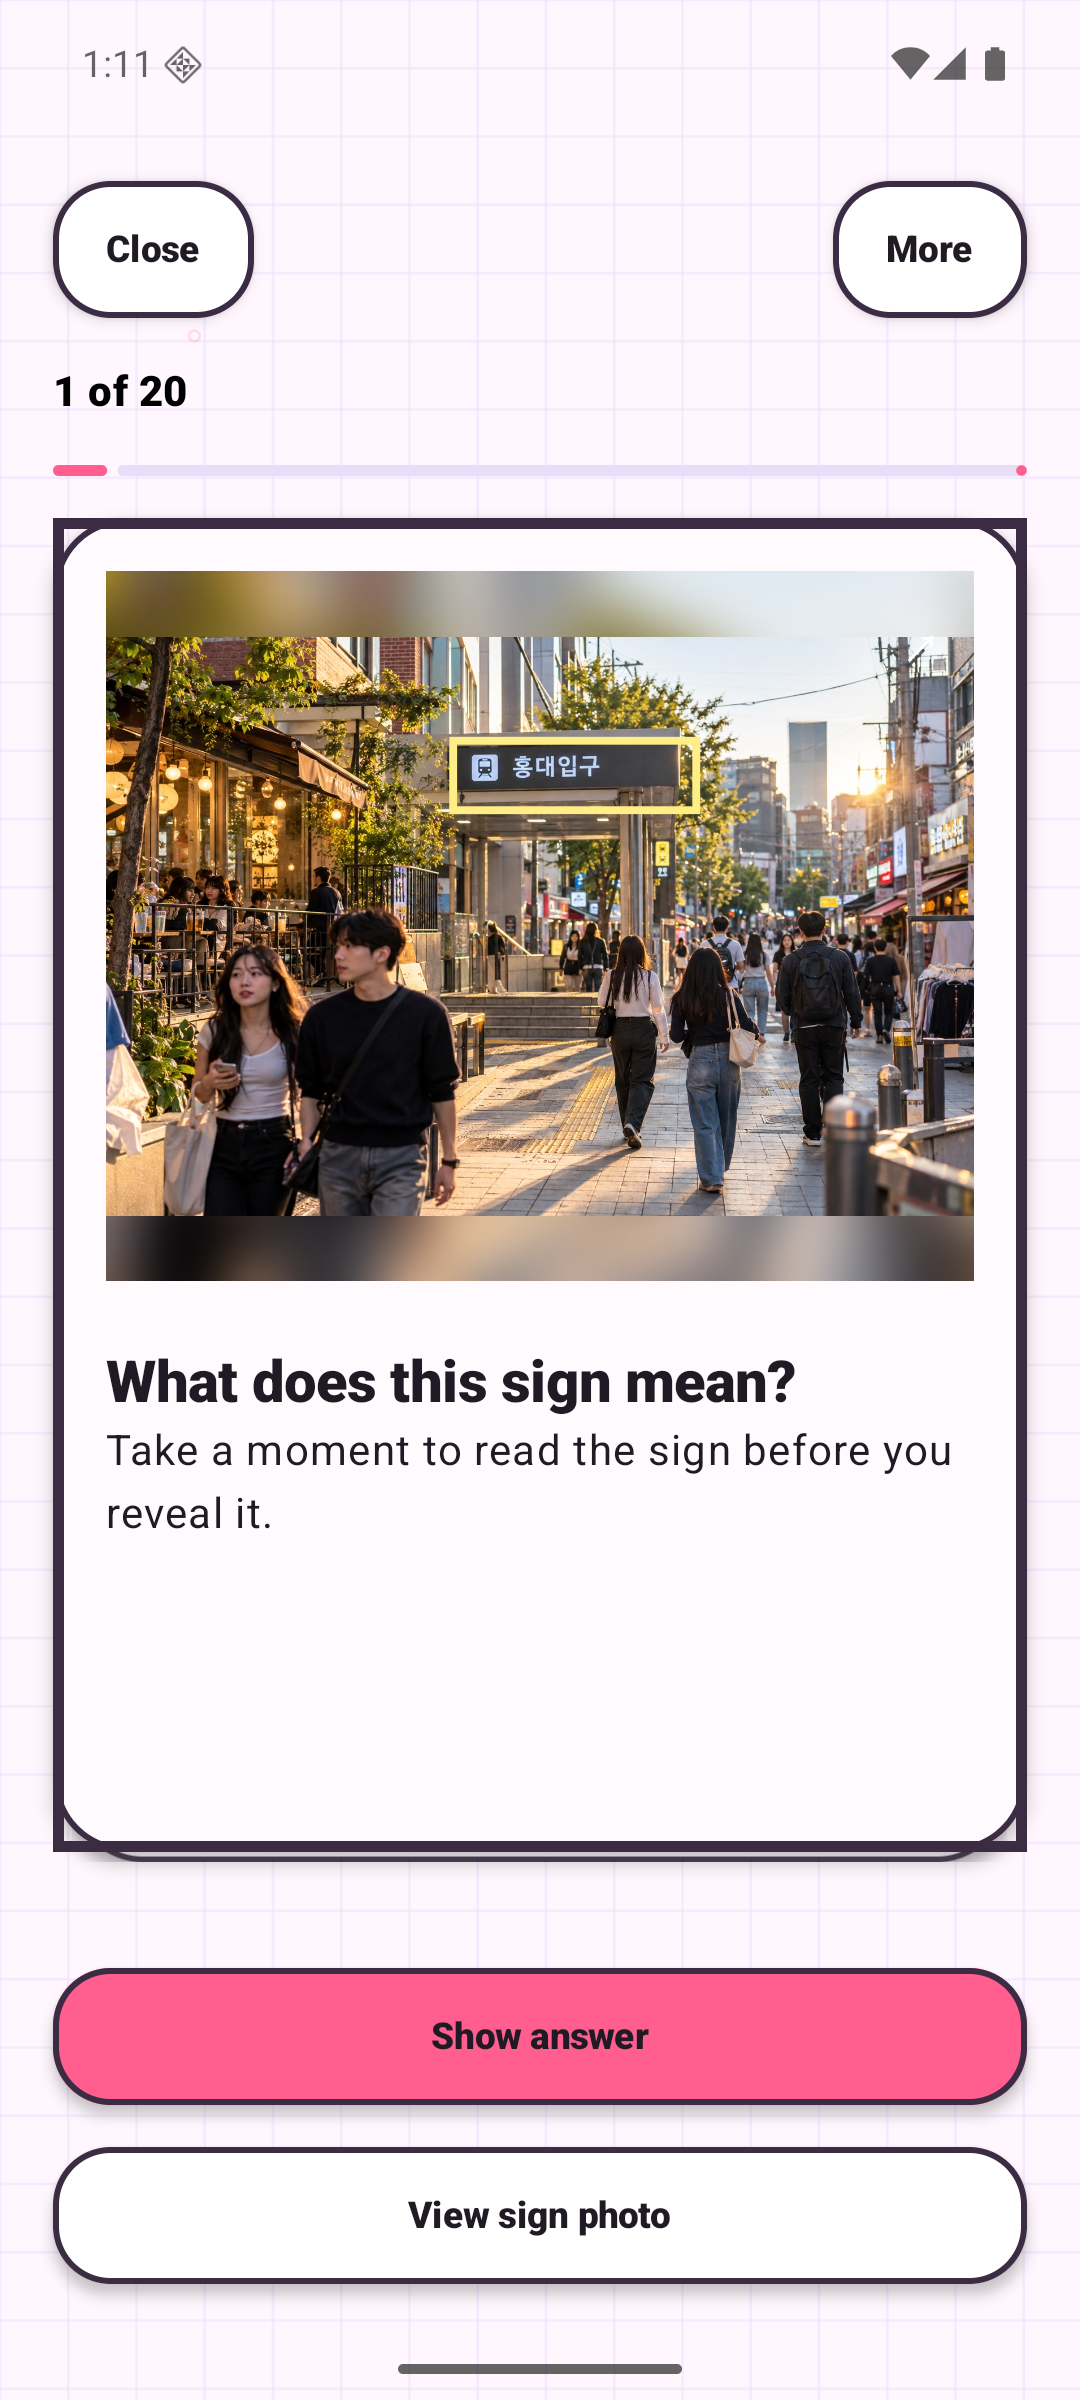 1:11
Close
More
1 of 20
홍대입구
What does this sign mean?
Take a moment to read the sign before you
reveal it.
Show answer
View sign photo